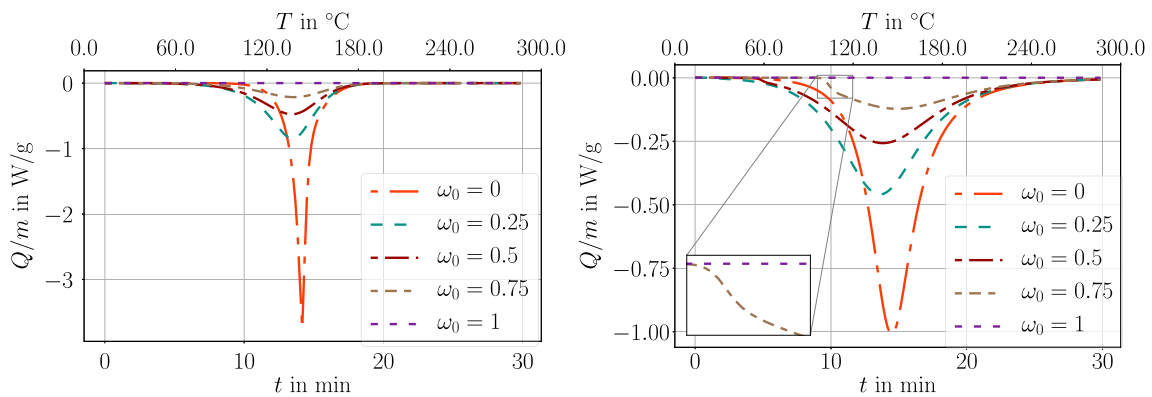 T in °C
0.0 60.0 120.0 180.0 240.0 300.0
0
−1
−2
−3
Q/m in W/g
ω₀ = 0
ω₀ = 0.25
ω₀ = 0.5
ω₀ = 0.75
ω₀ = 1
0 10 20 30
t in min
T in °C
0.0 60.0 120.0 180.0 240.0 300.0
0.00
−0.25
−0.50
−0.75
−1.00
Q/m in W/g
ω₀ = 0
ω₀ = 0.25
ω₀ = 0.5
ω₀ = 0.75
ω₀ = 1
0 10 20 30
t in min